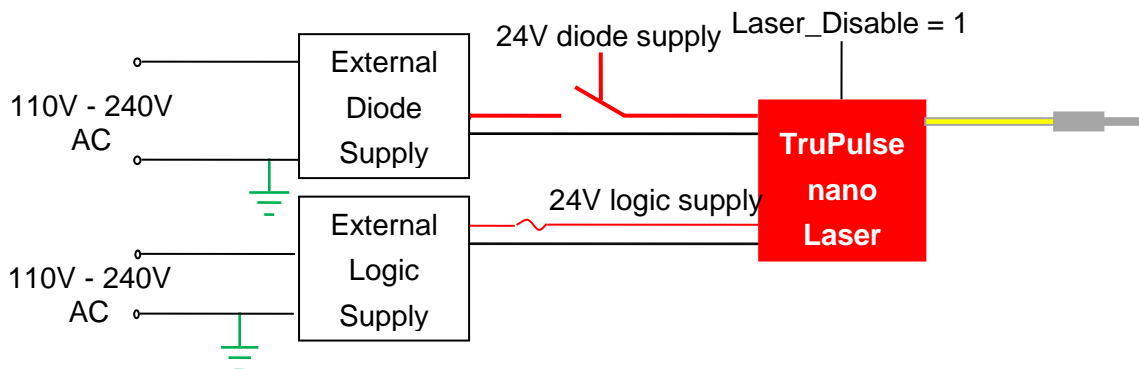 24V diode supply
Laser_Disable = 1
110V - 240V
AC
External
Diode
Supply
TruPulse
nano
Laser
24V logic supply
110V - 240V
AC
External
Logic
Supply